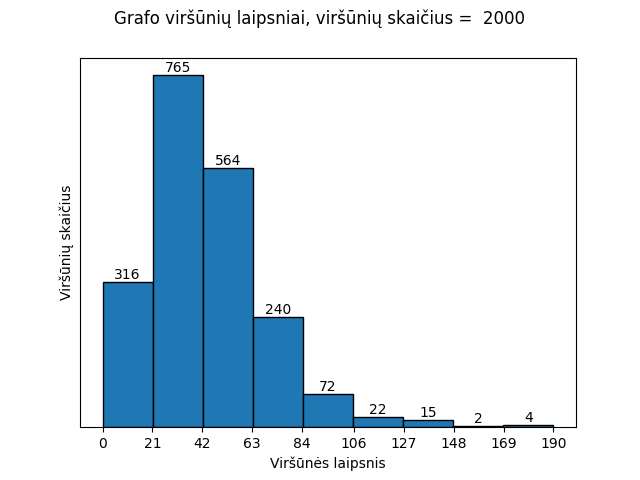 Grafo viršūnių laipsniai, viršūnių skaičius =  2000
765
564
316
240
72
22
15
2
4
Viršūnių skaičius
0 21 42 63 84 106 127 148 169 190
Viršūnės laipsnis